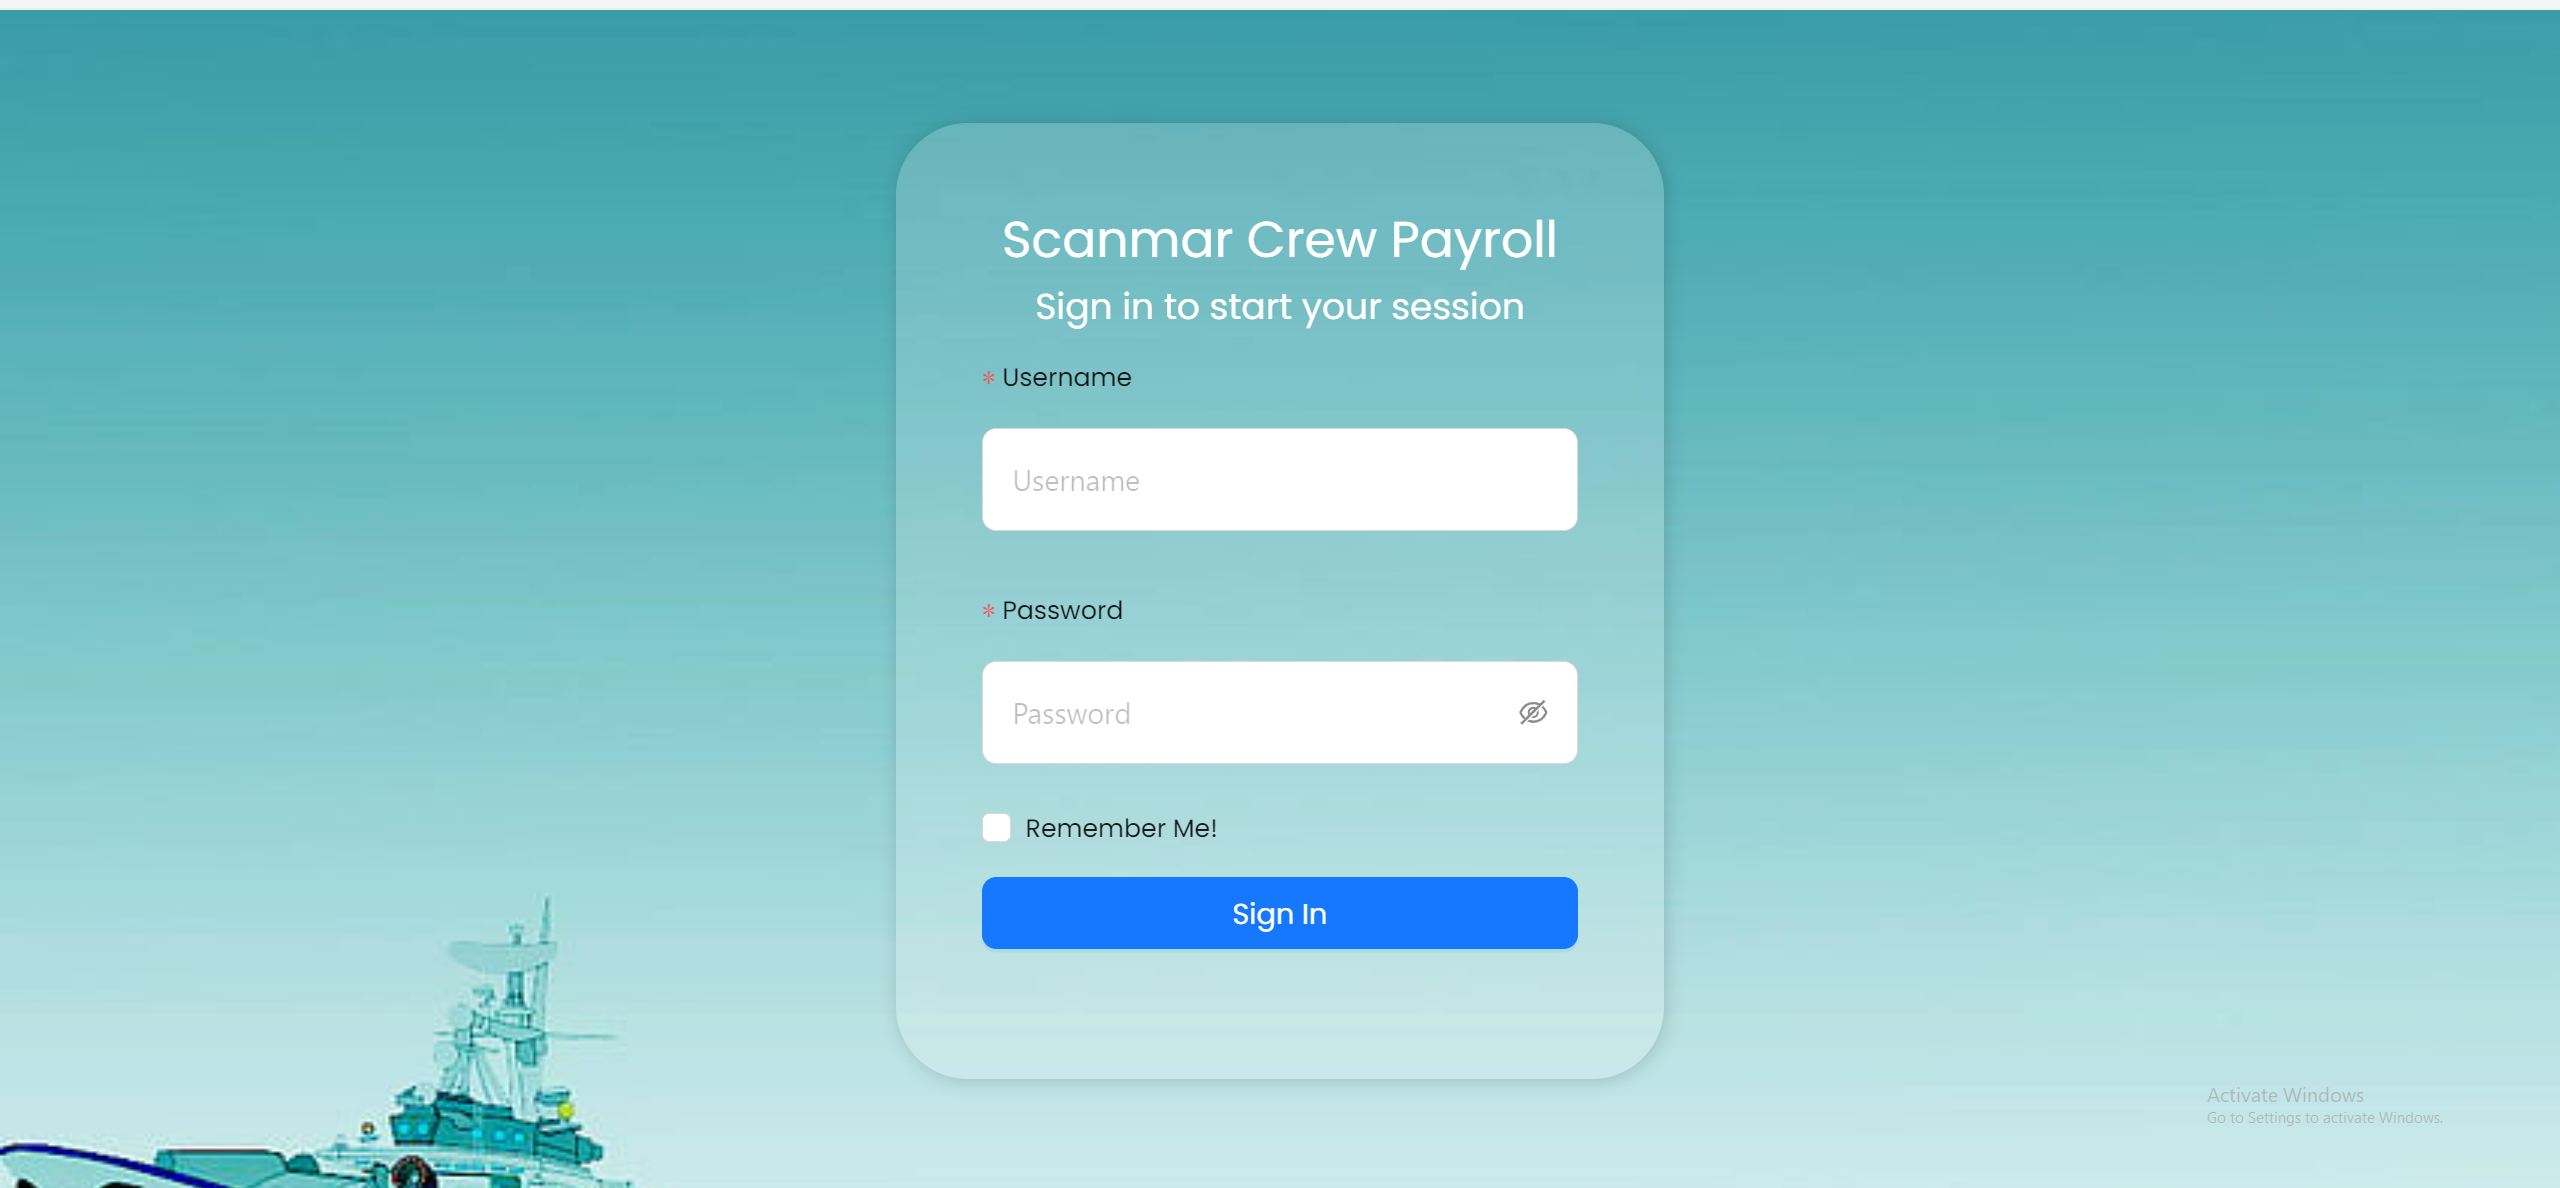 Scanmar Crew Payroll
Sign in to start your session
* Username
Username
* Password
Password
Remember Me!
Sign In
Activate Windows
Go to Settings to activate Windows.